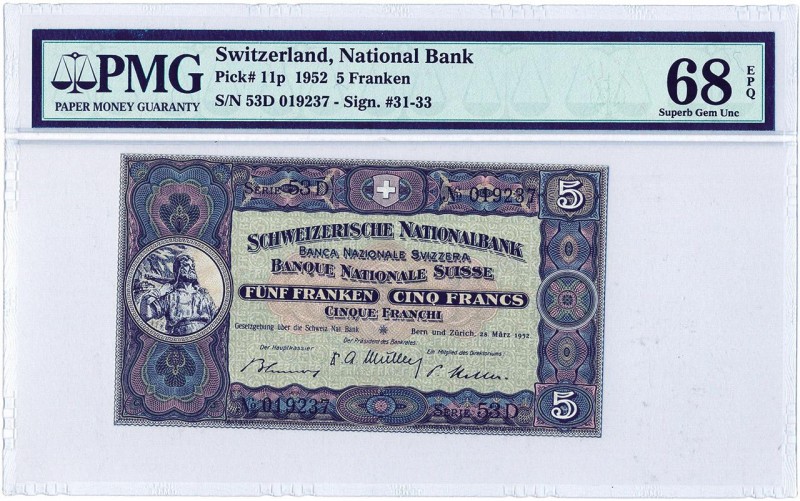 PMG
PAPER MONEY GUARANTY
Switzerland, National Bank
Pick# 11p 1952 5 Franken
S/N 53D 019237 - Sign. #31-33
68 EPQ
Superb Gem Unc
SERIE 53D
No 019237
5
SCHWEIZERISCHE NATIONALBANK
BANCA NAZIONALE SVIZZERA
BANQUE NATIONALE SUISSE
FÜNF FRANKEN CINQ FRANCS
CINQUE FRANCHI
Gesetzgebung über die Schweiz. Nat. Bank
Bern und Zürich, 28. März 1952.
Der Hauptkassier
Der Präsident des Bankrates.
Ein Mitglied des Direktoriums:
No 019237
SERIE 53D
5